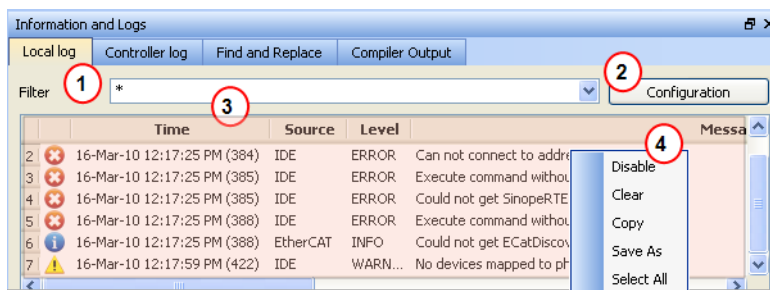 Information and Logs
Local log Controller log Find and Replace Compiler Output
1 2
Filter * Configuration
3
Time Source Level Messa
4
2 16-Mar-10 12:17:25 PM (384) IDE ERROR Can not connect to addre
3 16-Mar-10 12:17:25 PM (385) IDE ERROR Execute command withou
4 16-Mar-10 12:17:25 PM (385) IDE ERROR Could not get SinopeRTE
5 16-Mar-10 12:17:25 PM (388) IDE ERROR Execute command withou
6 16-Mar-10 12:17:25 PM (388) EtherCAT INFO Could not get ECatDiscov
7 16-Mar-10 12:17:59 PM (422) IDE WARN... No devices mapped to ph
Disable
Clear
Copy
Save As
Select All